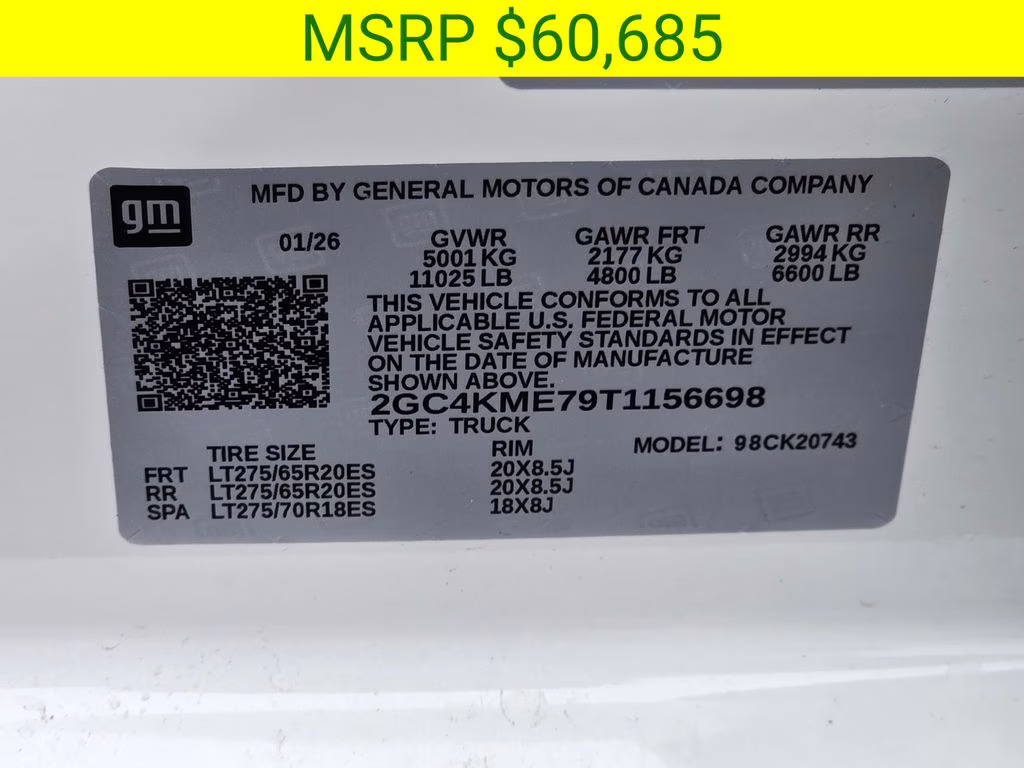 MSRP $60,685
gm
MFD BY GENERAL MOTORS OF CANADA COMPANY
01/26
GVWR GAWR FRT GAWR RR
5001 KG 2177 KG 2994 KG
11025 LB 4800 LB 6600 LB
THIS VEHICLE CONFORMS TO ALL
APPLICABLE U.S. FEDERAL MOTOR
VEHICLE SAFETY STANDARDS IN EFFECT
ON THE DATE OF MANUFACTURE
SHOWN ABOVE.
2GC4KME79T1156698
TYPE: TRUCK
MODEL: 98CK20743
TIRE SIZE RIM
FRT LT275/65R20ES 20X8.5J
RR LT275/65R20ES 20X8.5J
SPA LT275/70R18ES 18X8J